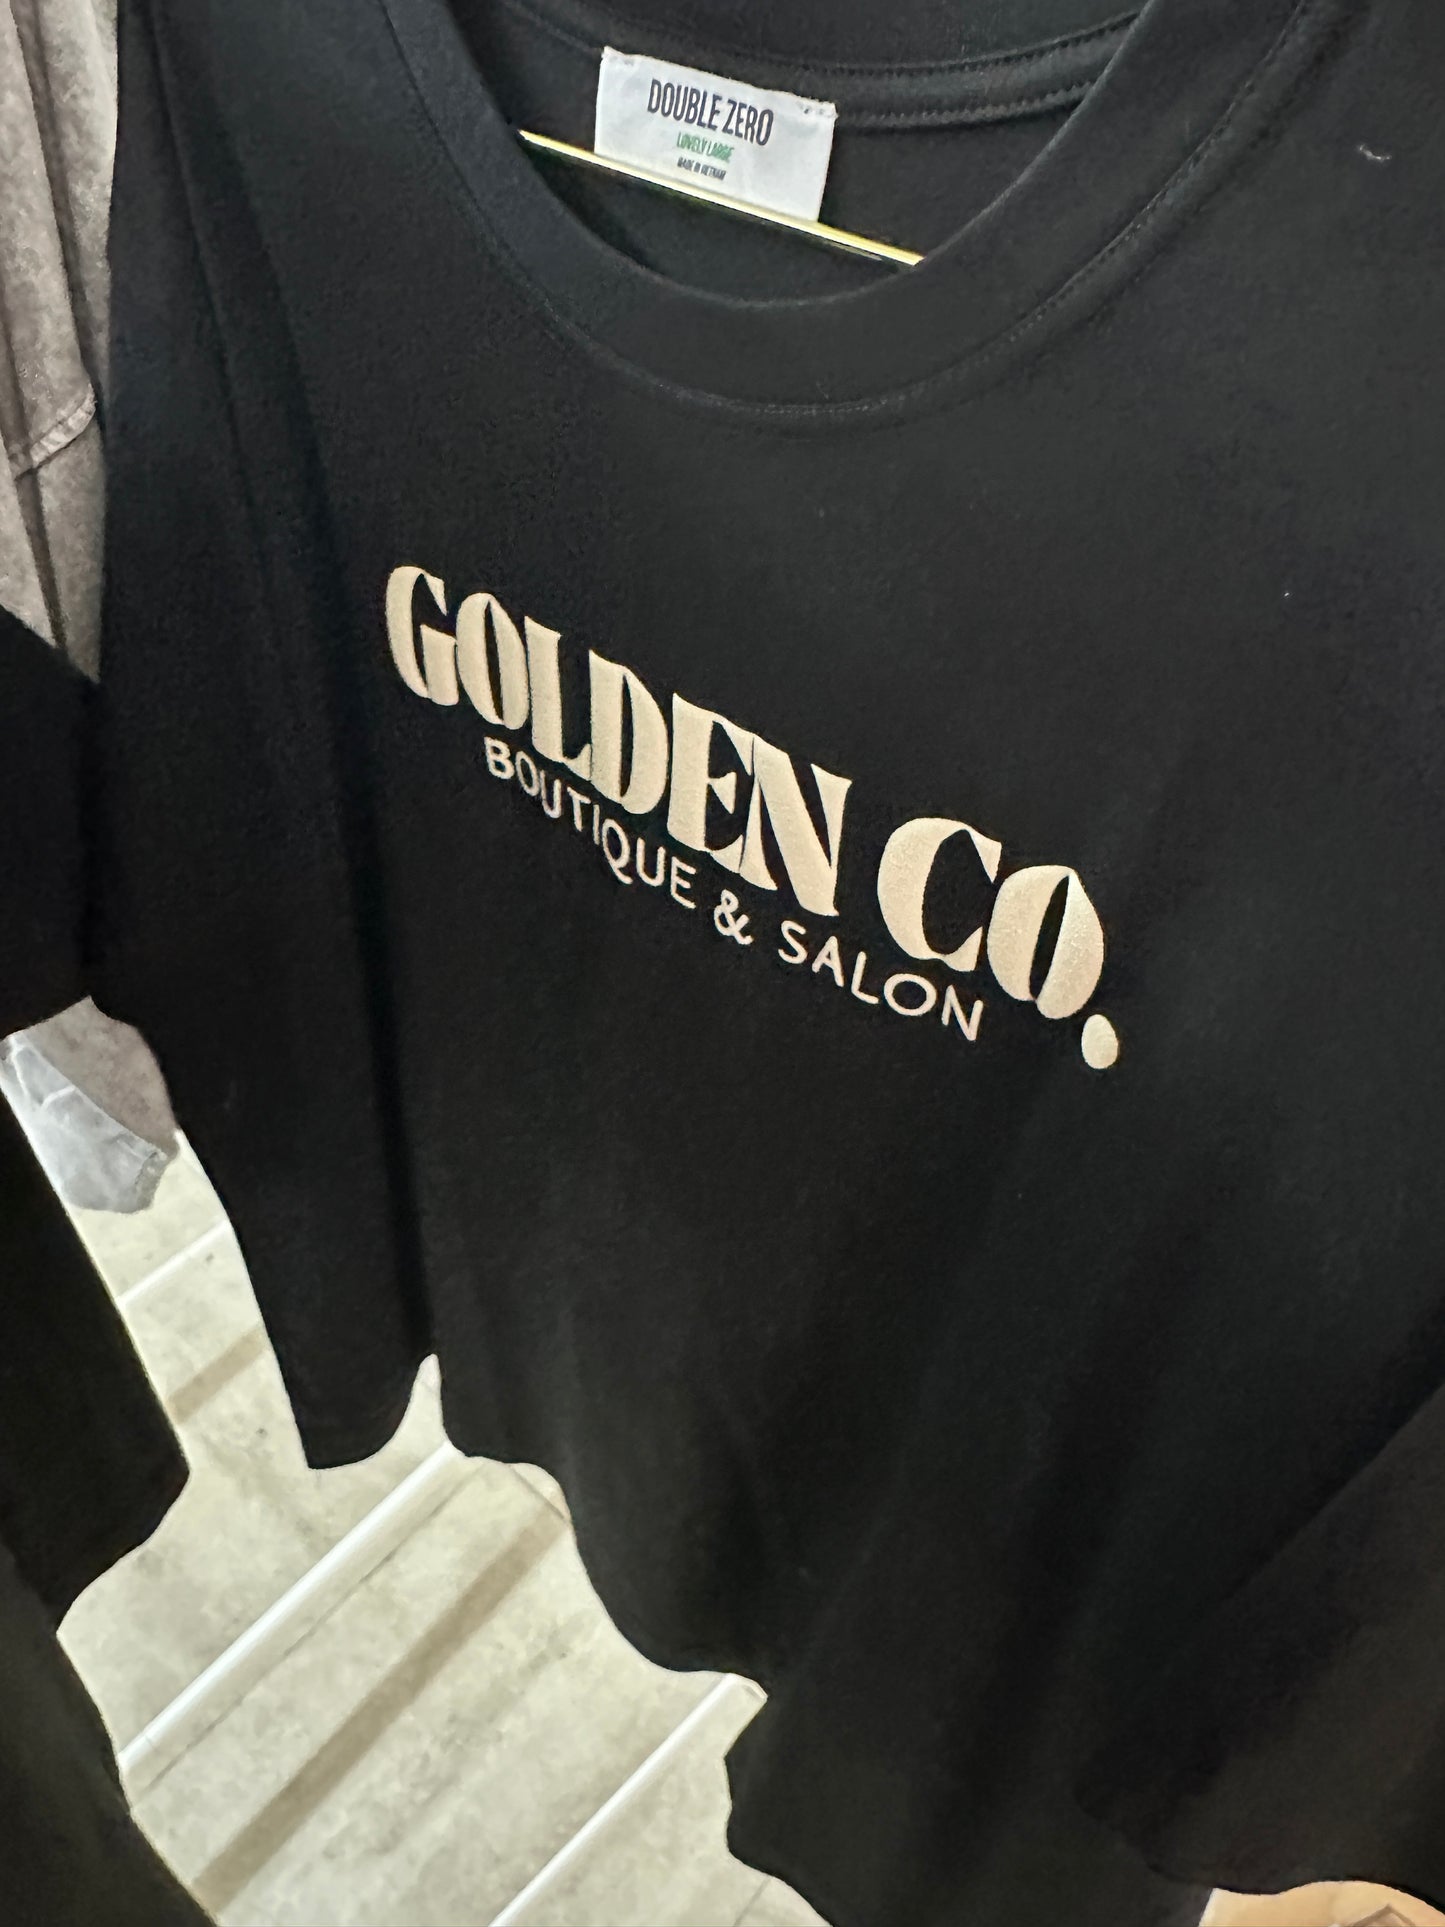 DOUBLE ZERO
LOVELY LARGE
MADE IN VIETNAM
GOLDEN CO.
BOUTIQUE & SALON